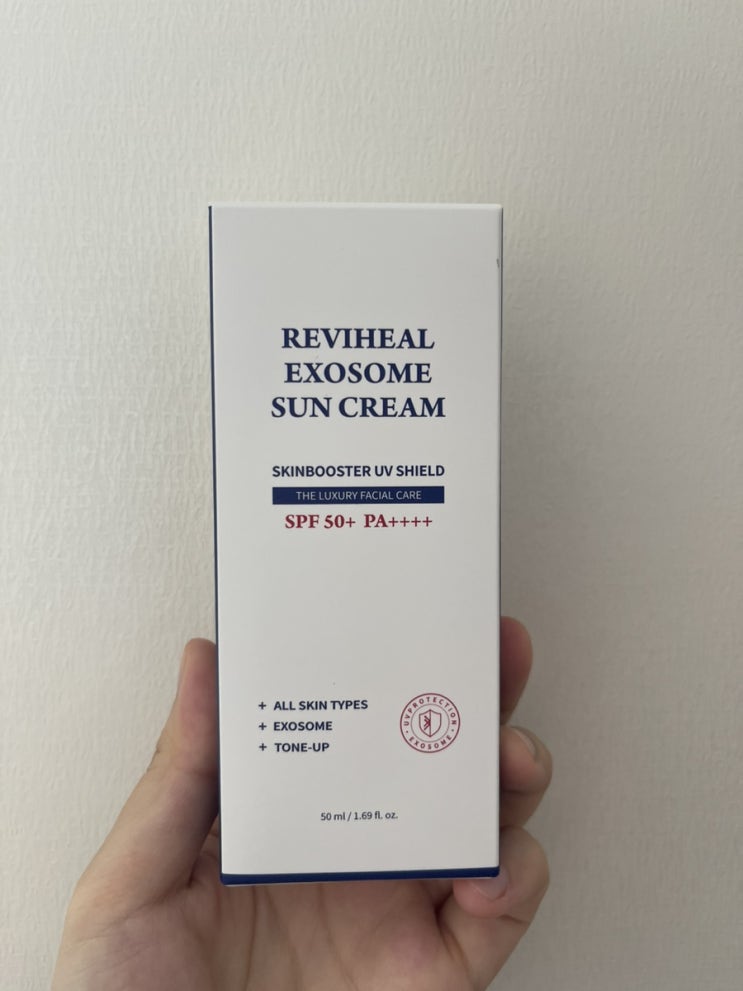 REVIHEAL
EXOSOME
SUN CREAM
SKINBOOSTER UV SHIELD
THE LUXURY FACIAL CARE
SPF 50+ PA++++
+ ALL SKIN TYPES
+ EXOSOME
+ TONE-UP
UVPROTECTION
EXOSOME
50 ml / 1.69 fl. oz.